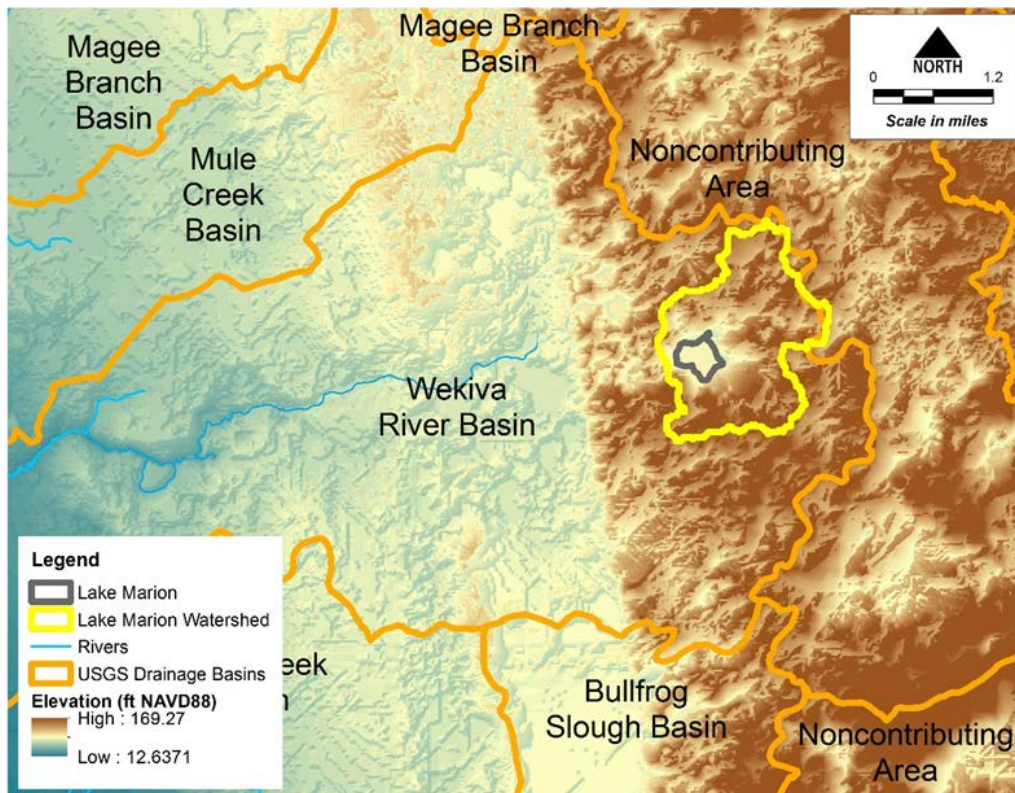 Magee
Branch
Basin
Magee Branch
Basin
NORTH
0 1.2
Scale in miles
Mule
Creek
Basin
Noncontributing
Area
Wekiva
River Basin
Legend
Lake Marion
Lake Marion Watershed
Rivers
USGS Drainage Basins
Elevation (ft NAVD88)
High : 169.27
Low : 12.6371
eek
Bullfrog
Slough Basin
Noncontributing
Area